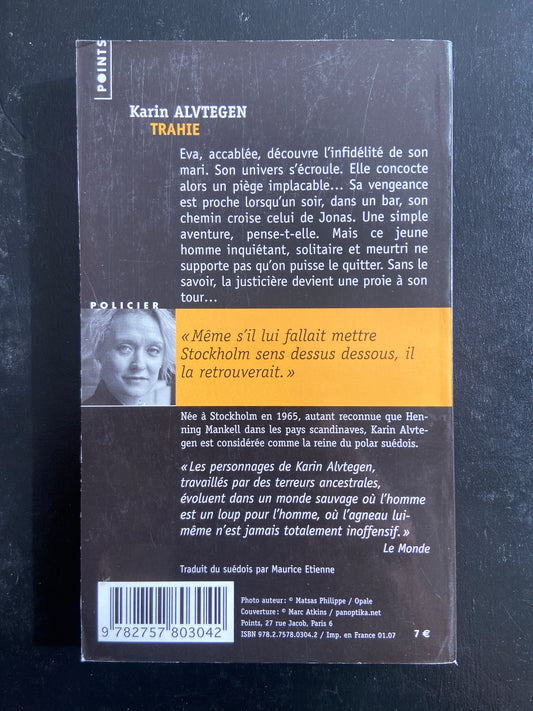 POINTS
Karin ALVTEGEN
TRAHIE
Eva, accablée, découvre l'infidélité de son
mari. Son univers s'écroule. Elle concocte
alors un piège implacable... Sa vengeance
est proche lorsqu'un soir, dans un bar, son
chemin croise celui de Jonas. Une simple
aventure, pense-t-elle. Mais ce jeune
homme inquiétant, solitaire et meurtri ne
supporte pas qu'on puisse le quitter. Sans le
savoir, la justicière devient une proie à son
tour...
POLICIER
« Même s'il lui fallait mettre
Stockholm sens dessus dessous, il
la retrouverait. »
Née à Stockholm en 1965, autant reconnue que Hen-
ning Mankell dans les pays scandinaves, Karin Alvte-
gen est considérée comme la reine du polar suédois.
« Les personnages de Karin Alvtegen,
travaillés par des terreurs ancestrales,
évoluent dans un monde sauvage où l'homme
est un loup pour l'homme, où l'agneau lui-
même n'est jamais totalement inoffensif. »
Le Monde
Traduit du suédois par Maurice Etienne
9 782757 803042
Photo auteur : © Matsas Philippe / Opale
Couverture : © Marc Atkins / panoptika.net
Points, 27 rue Jacob, Paris 6
ISBN 978.2.7578.0304.2 / Imp. en France 01.07
7 €